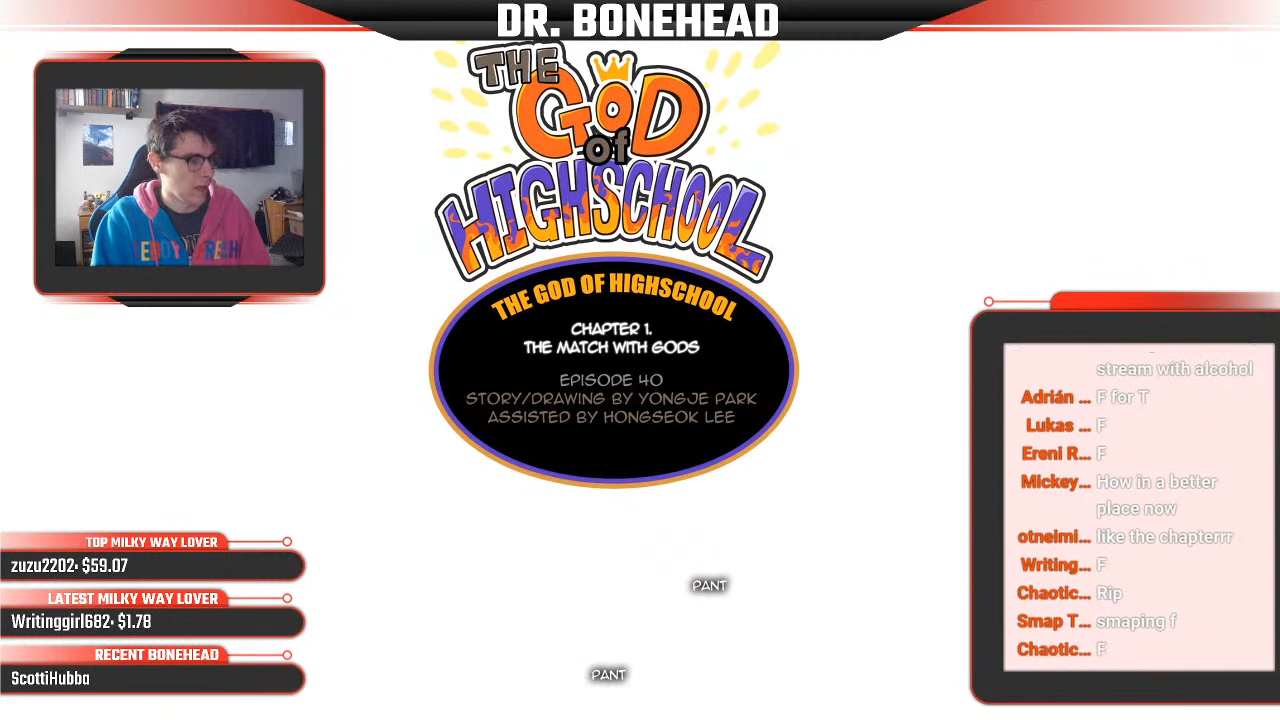 DR. BONEHEAD
THE
GOD
of
HIGHSCHOOL
THE GOD OF HIGHSCHOOL
CHAPTER 1.
THE MATCH WITH GODS
EPISODE 40
STORY/DRAWING BY YONGJE PARK
ASSISTED BY HONGSEOK LEE
PANT
PANT
TEDDY FRESH
TOP MILKY WAY LOVER
zuzu2202• $59.07
LATEST MILKY WAY LOVER
Writinggirl682• $1.78
RECENT BONEHEAD
ScottiHubba
stream with alcohol
Adrián ... F for T
Lukas ... F
Ereni R... F
Mickey... How in a better
place now
otneimi... like the chapterrr
Writing... F
Chaotic... Rip
Smap T... smaping f
Chaotic... F